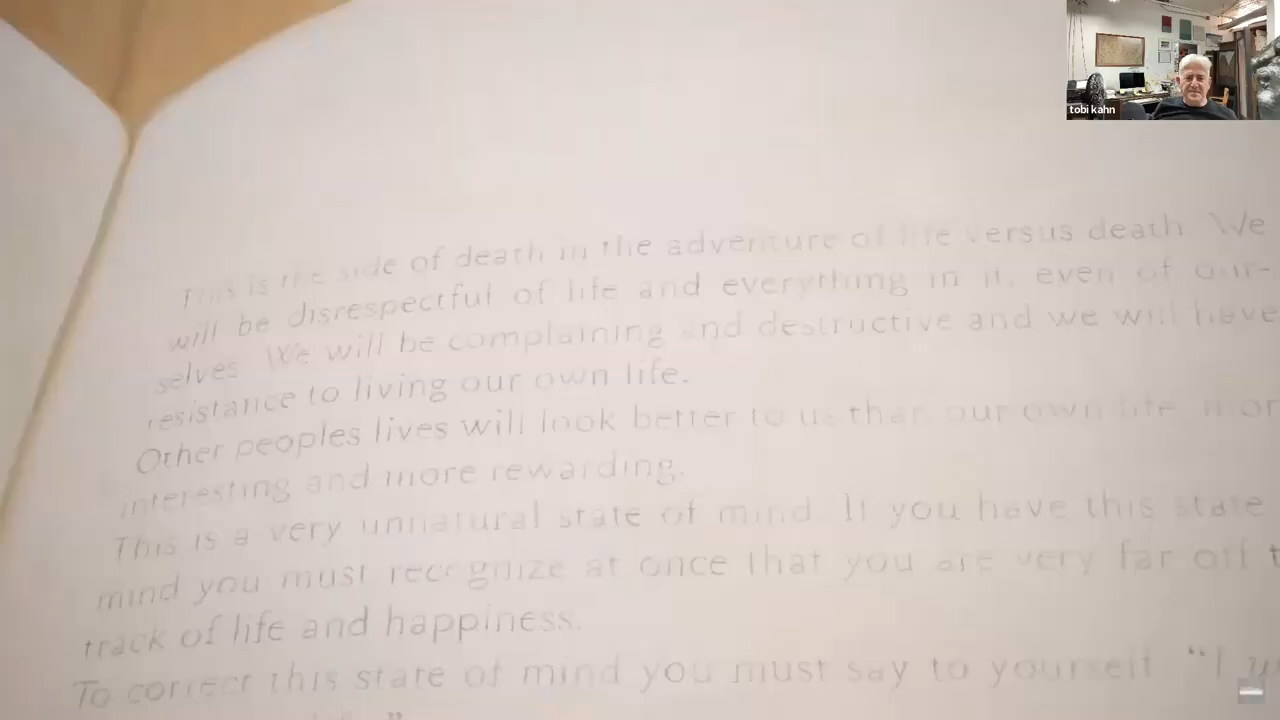 tobi kahn
This is the side of death in the adventure of life versus death. We
will be disrespectful of life and everything in it, even of our-
selves. We will be complaining and destructive and we will have
resistance to living our own life.
Other peoples lives will look better to us than our own life, mor
interesting and more rewarding.
This is a very unnatural state of mind. If you have this state
mind you must recognize at once that you are very far off t
track of life and happiness.
To correct this state of mind you must say to yourself "I